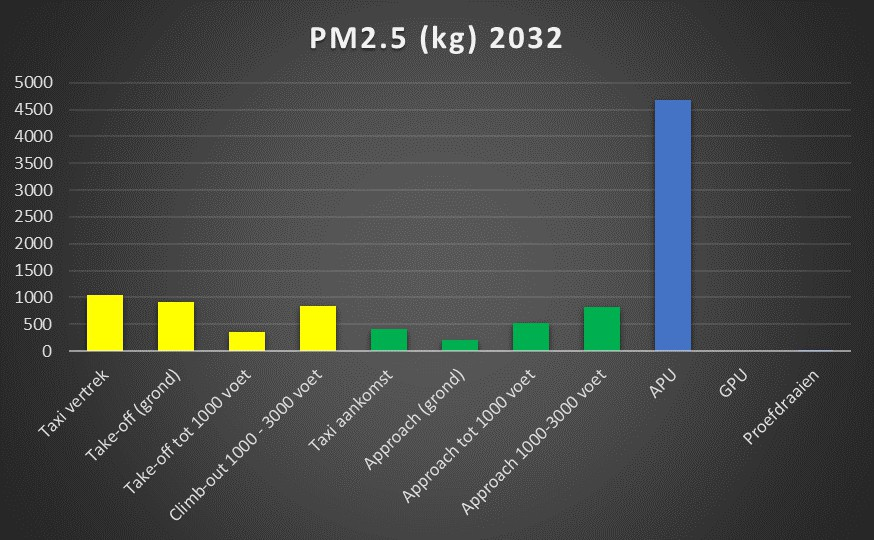 PM2.5 (kg) 2032
5000
4500
4000
3500
3000
2500
2000
1500
1000
500
0
Taxi vertrek
Take-off (grond)
Take-off tot 1000 voet
Climb-out 1000 - 3000 voet
Taxi aankomst
Approach (grond)
Approach tot 1000 voet
Approach 1000-3000 voet
APU
GPU
Proefdraaien